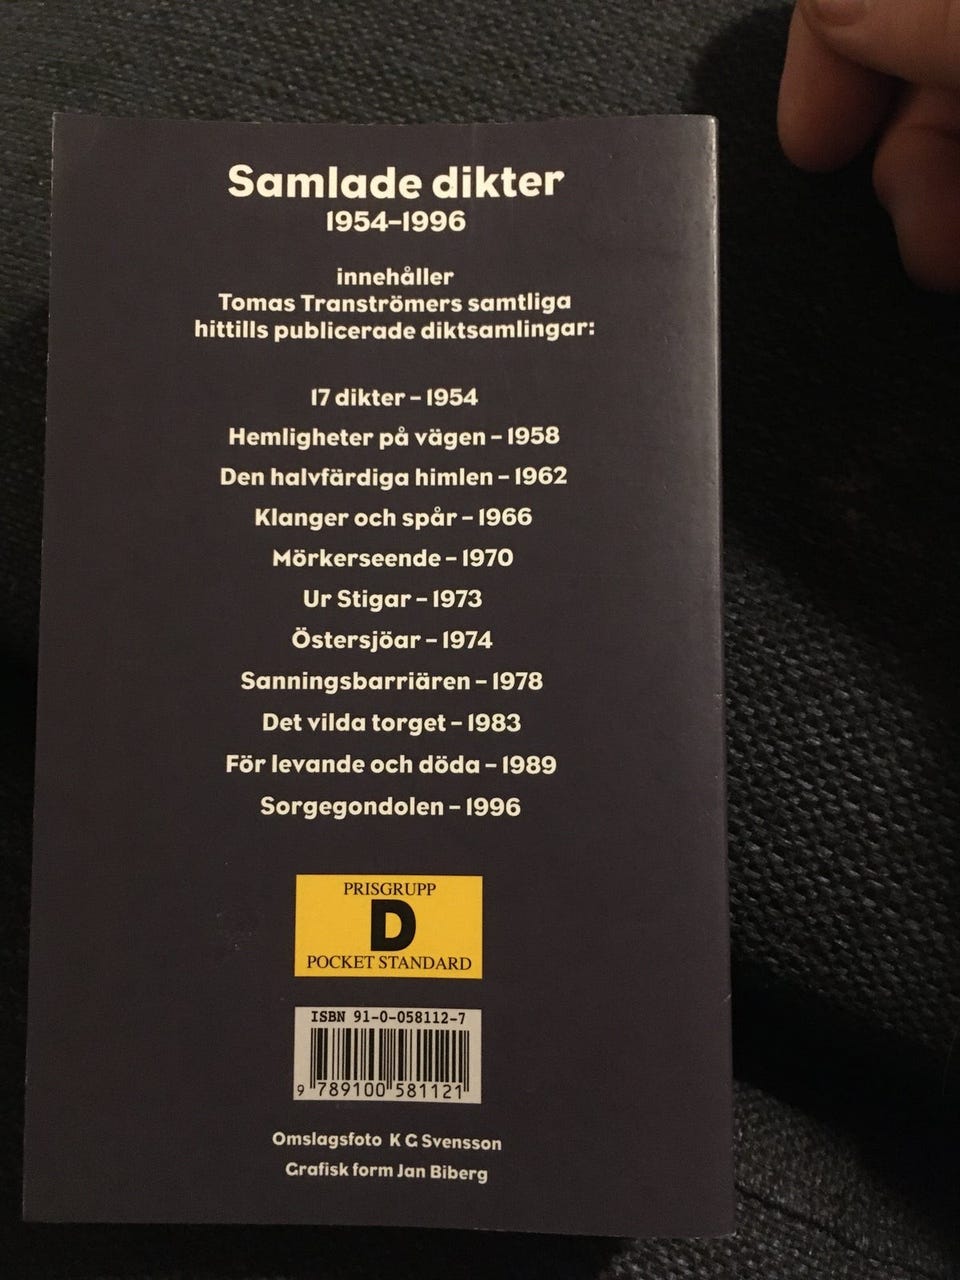 Samlade dikter
1954–1996
innehåller
Tomas Tranströmers samtliga
hittills publicerade diktsamlingar:
17 dikter – 1954
Hemligheter på vägen – 1958
Den halvfärdiga himlen – 1962
Klanger och spår – 1966
Mörkerseende – 1970
Ur Stigar – 1973
Östersjöar – 1974
Sanningsbarriären – 1978
Det vilda torget – 1983
För levande och döda – 1989
Sorgegondolen – 1996
PRISGRUPP
D
POCKET STANDARD
ISBN 91-0-058112-7
9 789100 581121
Omslagsfoto K G Svensson
Grafisk form Jan Biberg